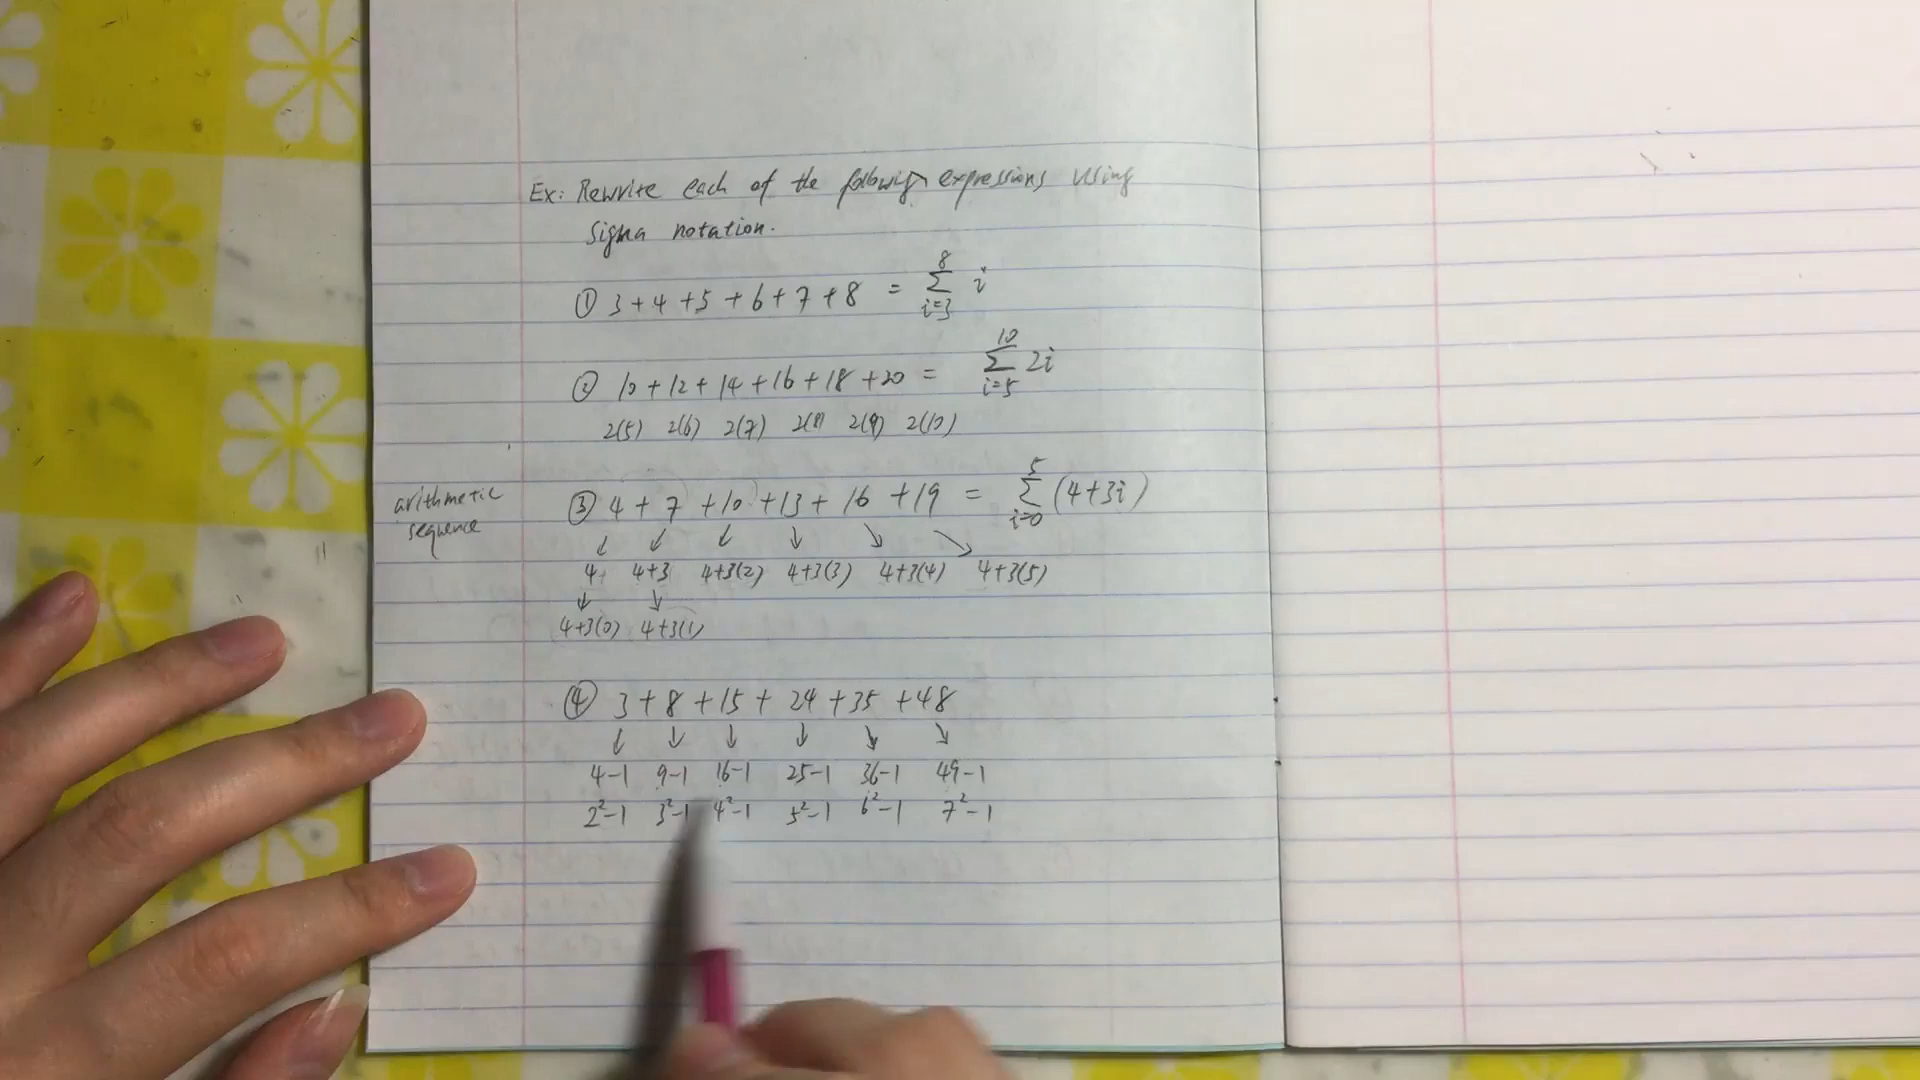 Ex: Rewrite each of the following expressions using
Sigma notation.
① 3+4+5+6+7+8 = 8∑i=3 i
② 10+12+14+16+18+20 = 10∑i=5 2i
2(5) 2(6) 2(7) 2(8) 2(9) 2(10)
arithmetic
sequence
③ 4+7+10+13+16+19 = 5∑i=0 (4+3i)
↓ ↓ ↓ ↓ ↘ ↘
4 4+3 4+3(2) 4+3(3) 4+3(4) 4+3(5)
↓ ↓
4+3(0) 4+3(1)
④ 3+8+15+24+35+48
↓ ↓ ↓ ↓ ↘ ↘
4-1 9-1 16-1 25-1 36-1 49-1
2²-1 3²-1 4²-1 5²-1 6²-1 7²-1